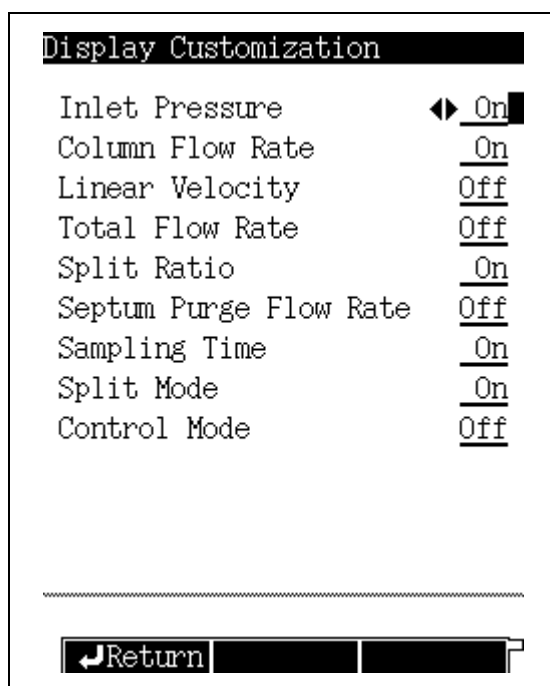 Display Customization
Inlet Pressure On
Column Flow Rate On
Linear Velocity Off
Total Flow Rate Off
Split Ratio On
Septum Purge Flow Rate Off
Sampling Time On
Split Mode On
Control Mode Off
Return